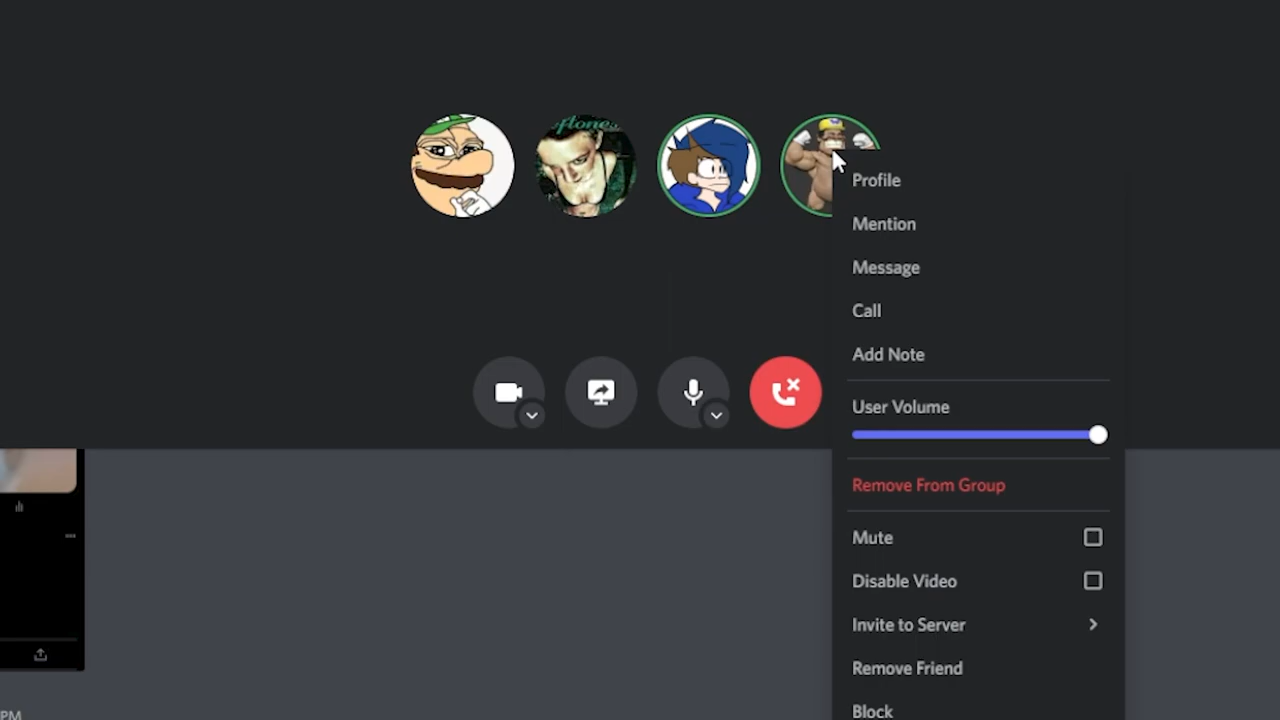 Profile
Mention
Message
Call
Add Note
User Volume
Remove From Group
Mute
Disable Video
Invite to Server
Remove Friend
Block
PM